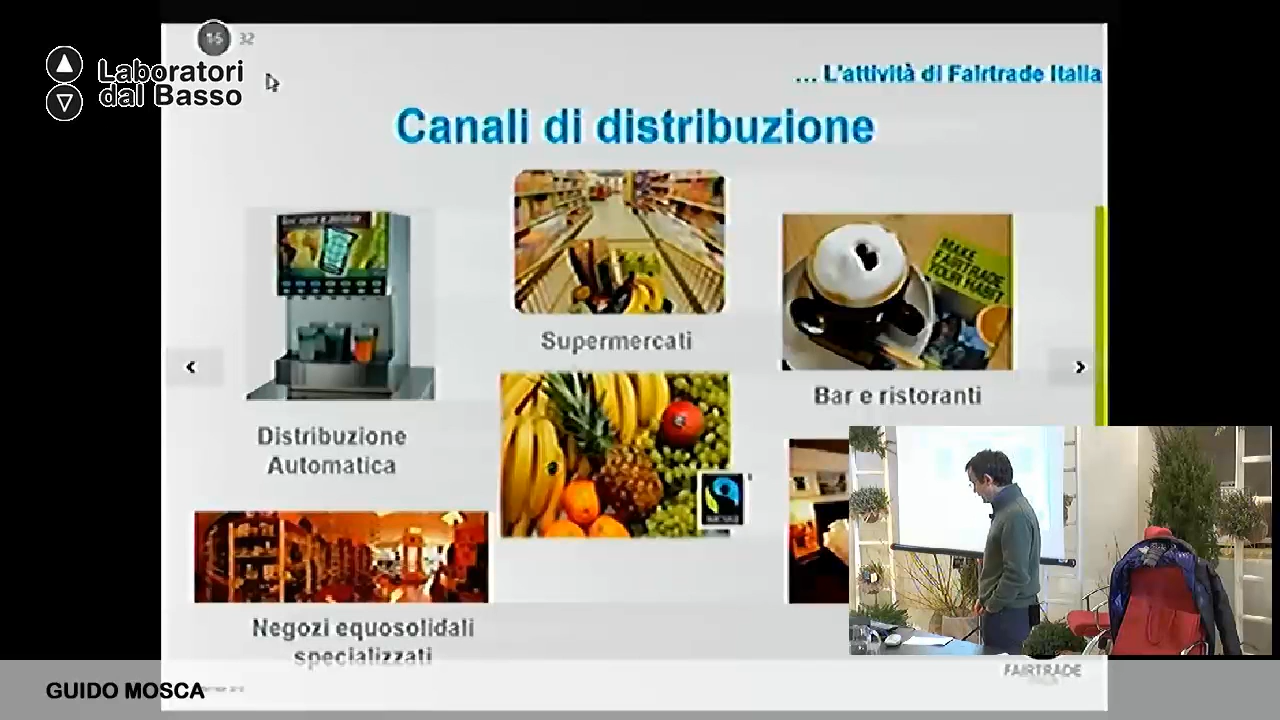 15 32
Laboratori
dal Basso
... L'attività di Fairtrade Italia
Canali di distribuzione
MAKE
FAIRTRADE
YOUR HABIT
Supermercati
Bar e ristoranti
Distribuzione
Automatica
Negozi equosolidali
specializzati
FAIRTRADE
GUIDO MOSCA